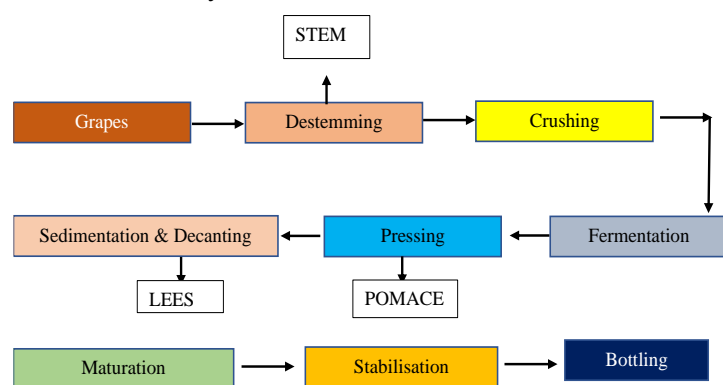 STEM
Grapes
Destemming
Crushing
Sedimentation & Decanting
Pressing
Fermentation
LEES
POMACE
Maturation
Stabilisation
Bottling